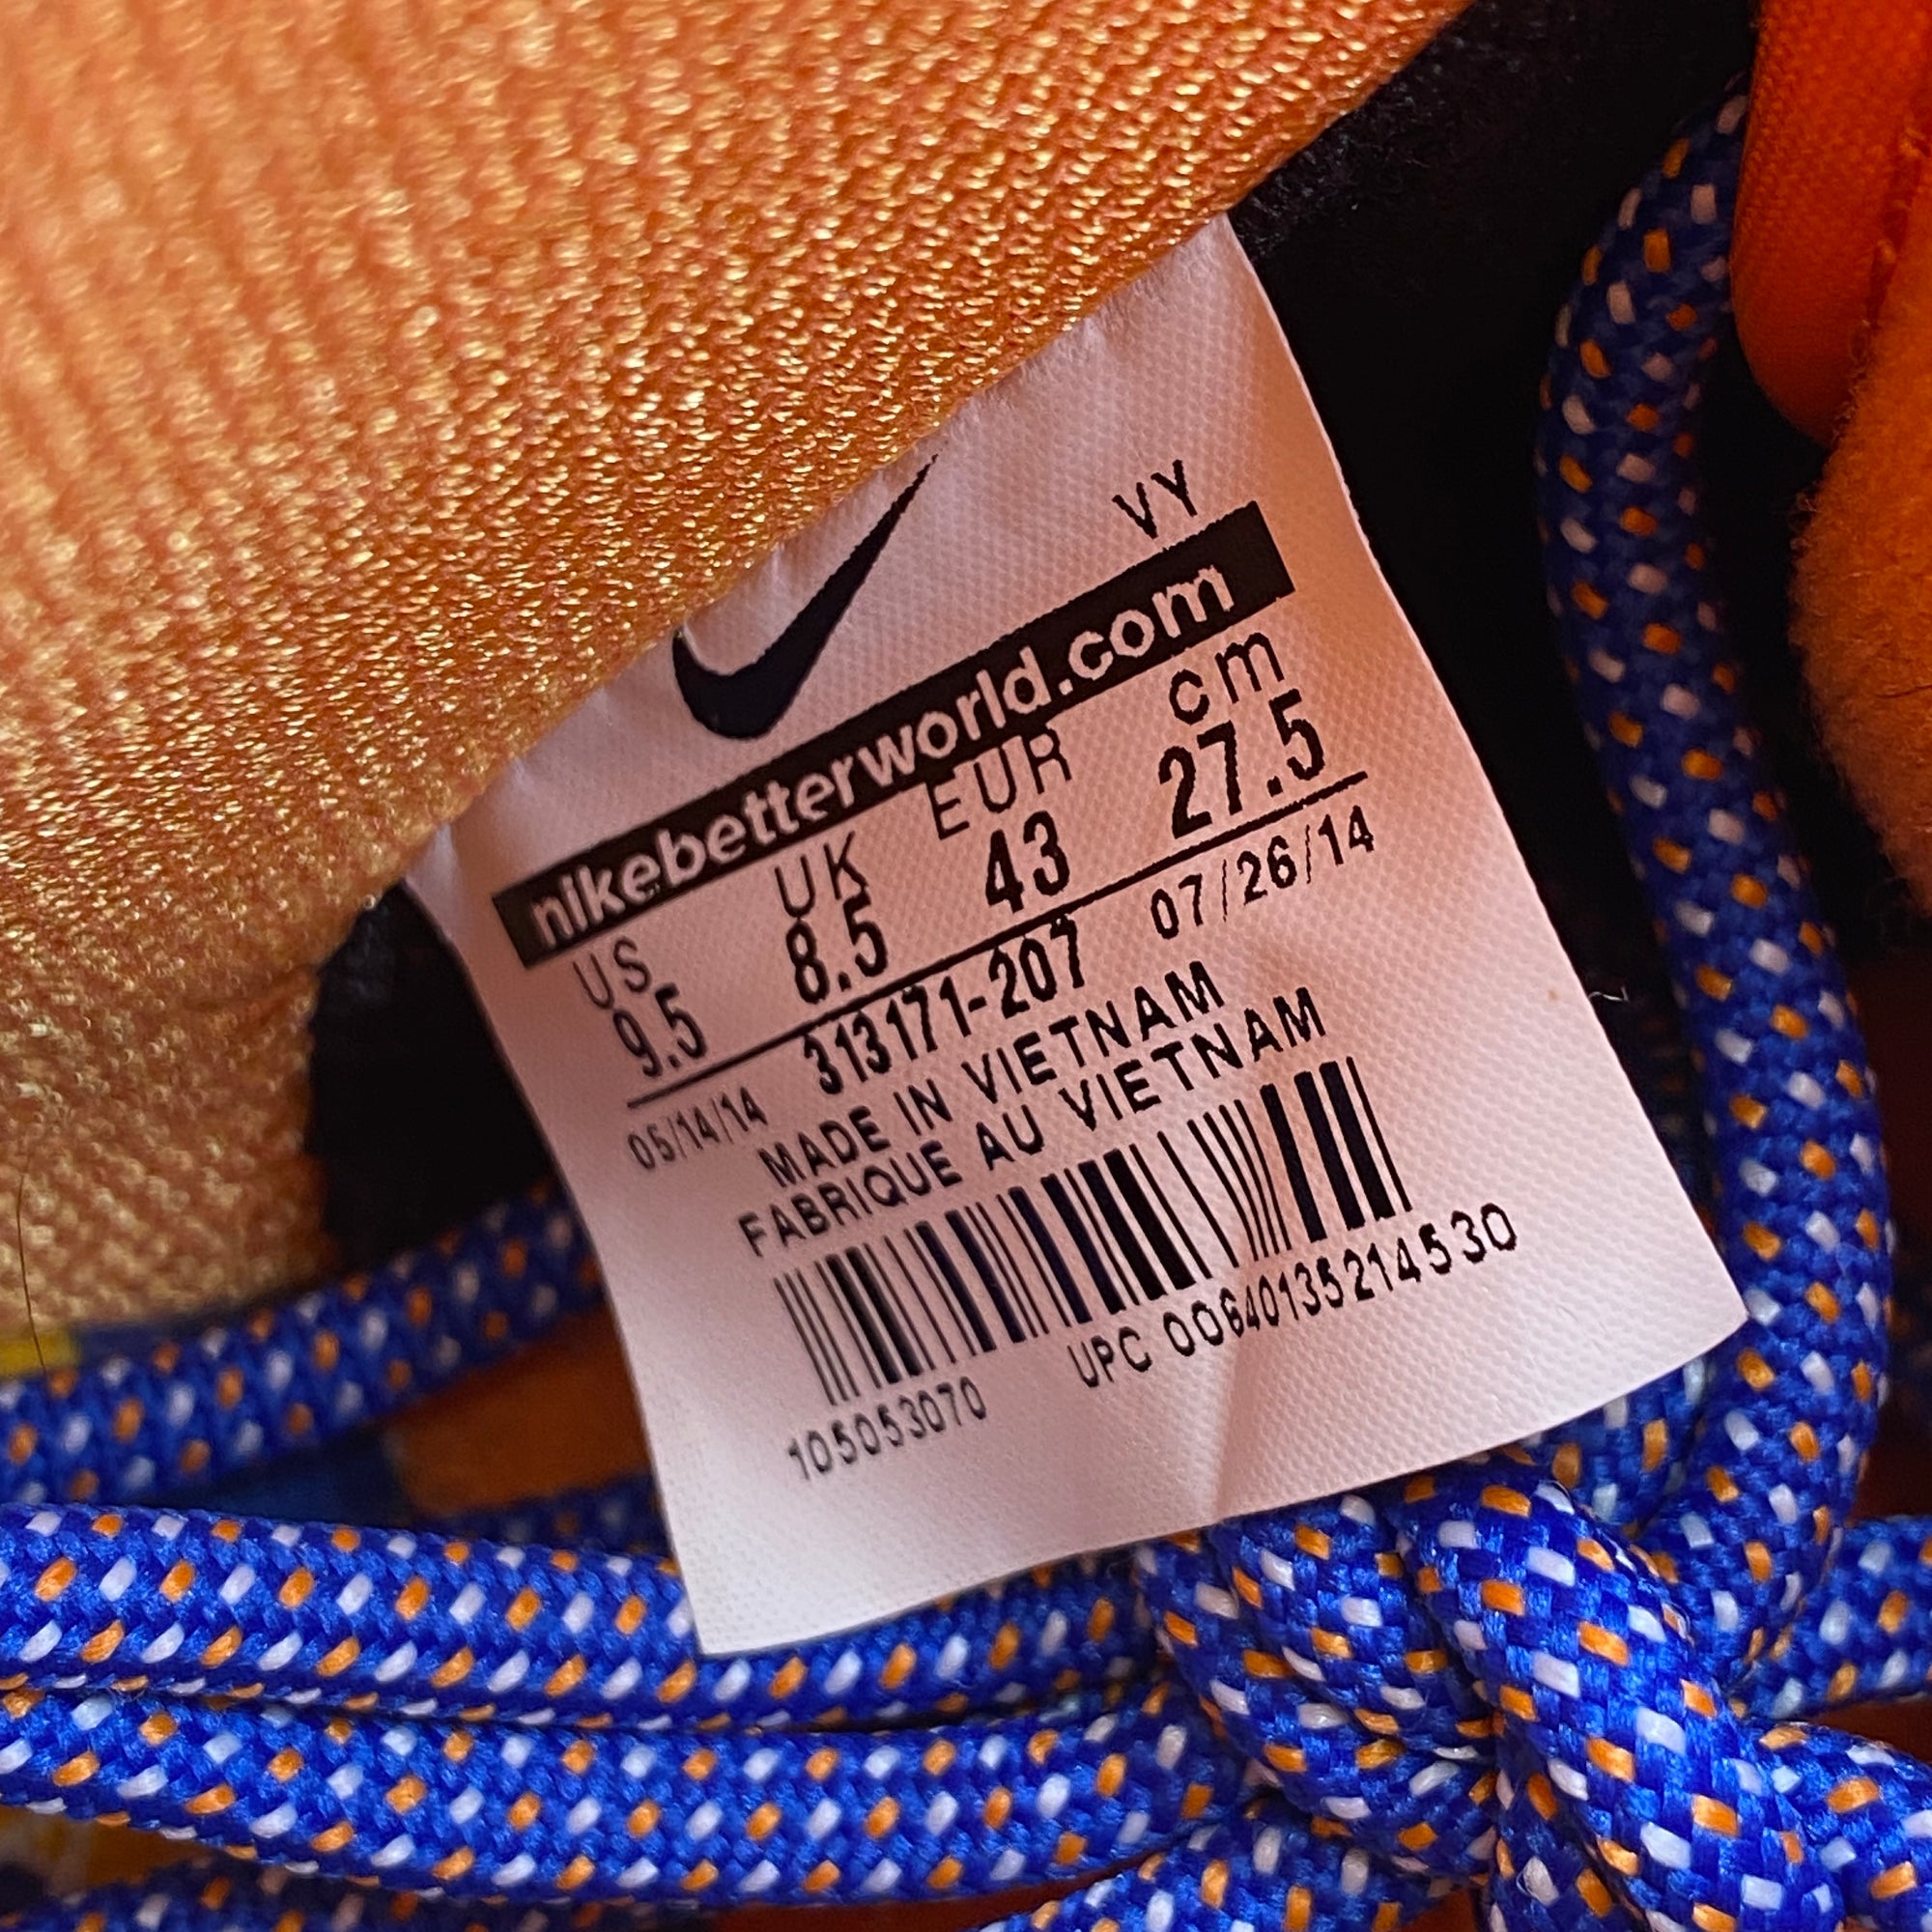 VY
nikebetterworld.com
US UK EUR cm
9.5 8.5 43 27.5
05/14/14 313171-207 07/26/14
MADE IN VIETNAM
FABRIQUE AU VIETNAM
105053070 UPC 00640135214530